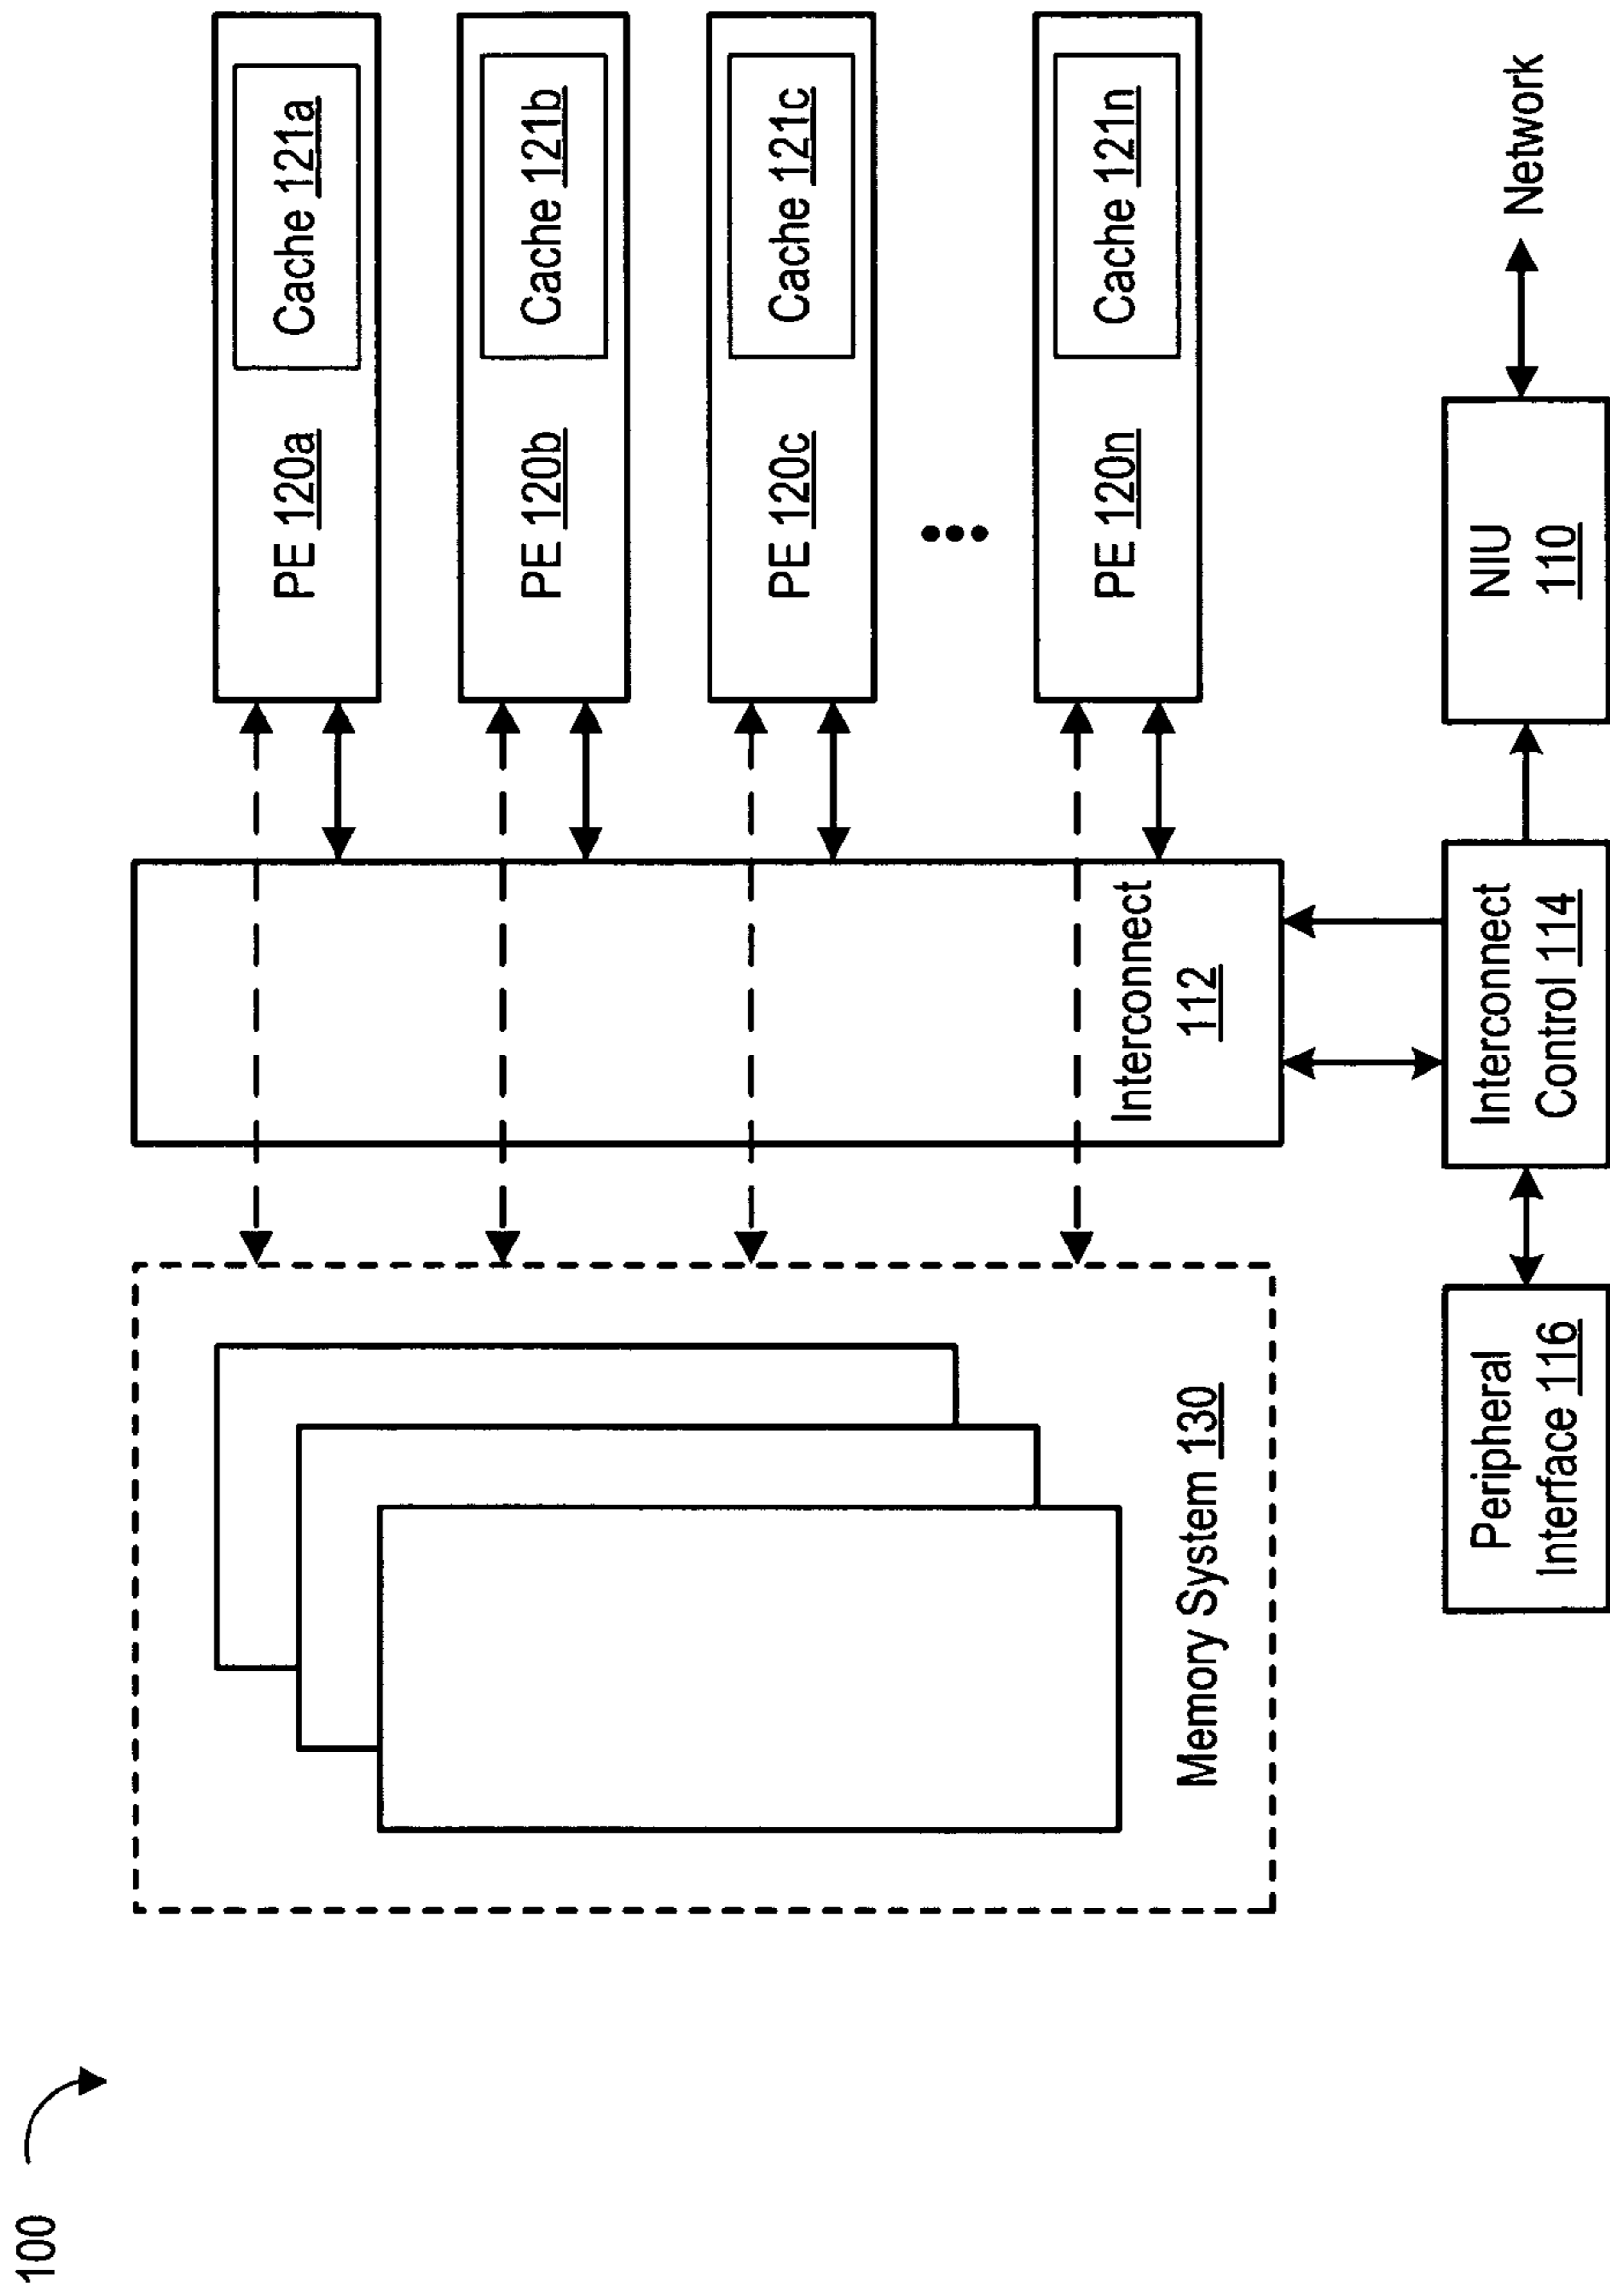 100
Memory System 130
Interconnect
112
PE 120a
Cache 121a
PE 120b
Cache 121b
PE 120c
Cache 121c
PE 120n
Cache 121n
Peripheral
Interface 116
Interconnect
Control 114
NIU
110
Network